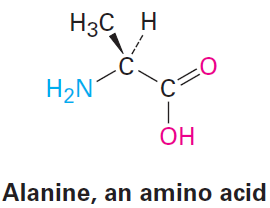 H3C H
C
H2N C O
OH
Alanine, an amino acid